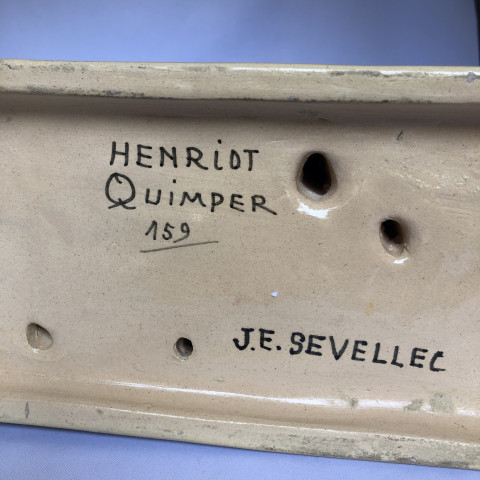 HENRiOT
QUiMPER
159
J.E. SEVELLEC